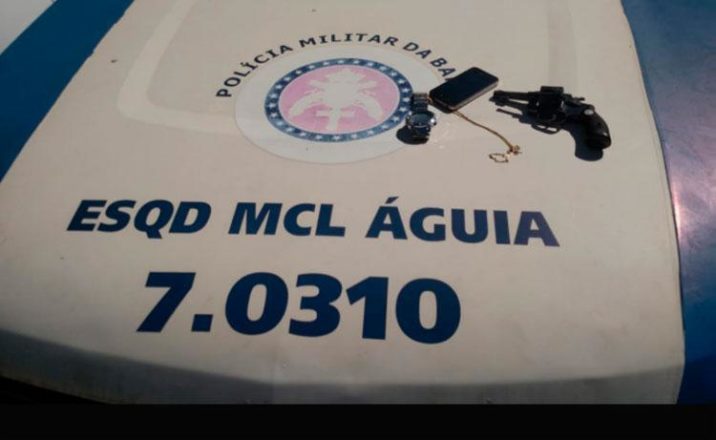 POLÍCIA MILITAR DA BA
ESQD MCL ÁGUIA
7.0310